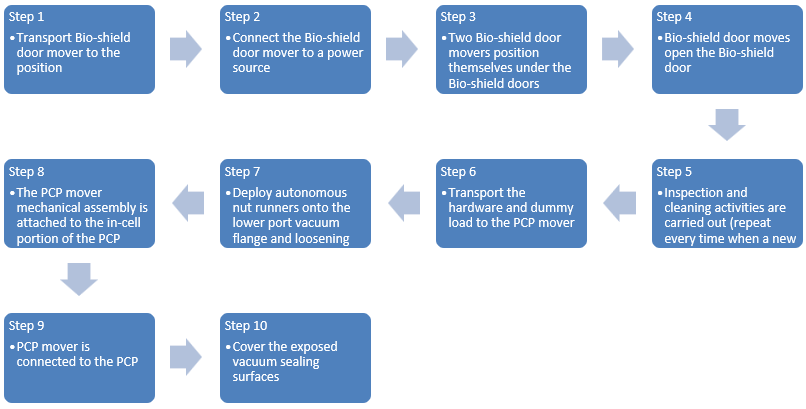 Step 1
•Transport Bio-shield
door mover to the
position
Step 2
•Connect the Bio-shield
door mover to a power
source
Step 3
•Two Bio-shield door
movers position
themselves under the
Bio-shield doors
Step 4
•Bio-shield door moves
open the Bio-shield
door
Step 5
•Inspection and
cleaning activities are
carried out (repeat
every time when a new
Step 6
•Transport the
hardware and dummy
load to the PCP mover
Step 7
•Deploy autonomous
nut runners onto the
lower port vacuum
flange and loosening
Step 8
•The PCP mover
mechanical assembly is
attached to the in-cell
portion of the PCP
Step 9
•PCP mover is
connected to the PCP
Step 10
•Cover the exposed
vacuum sealing
surfaces